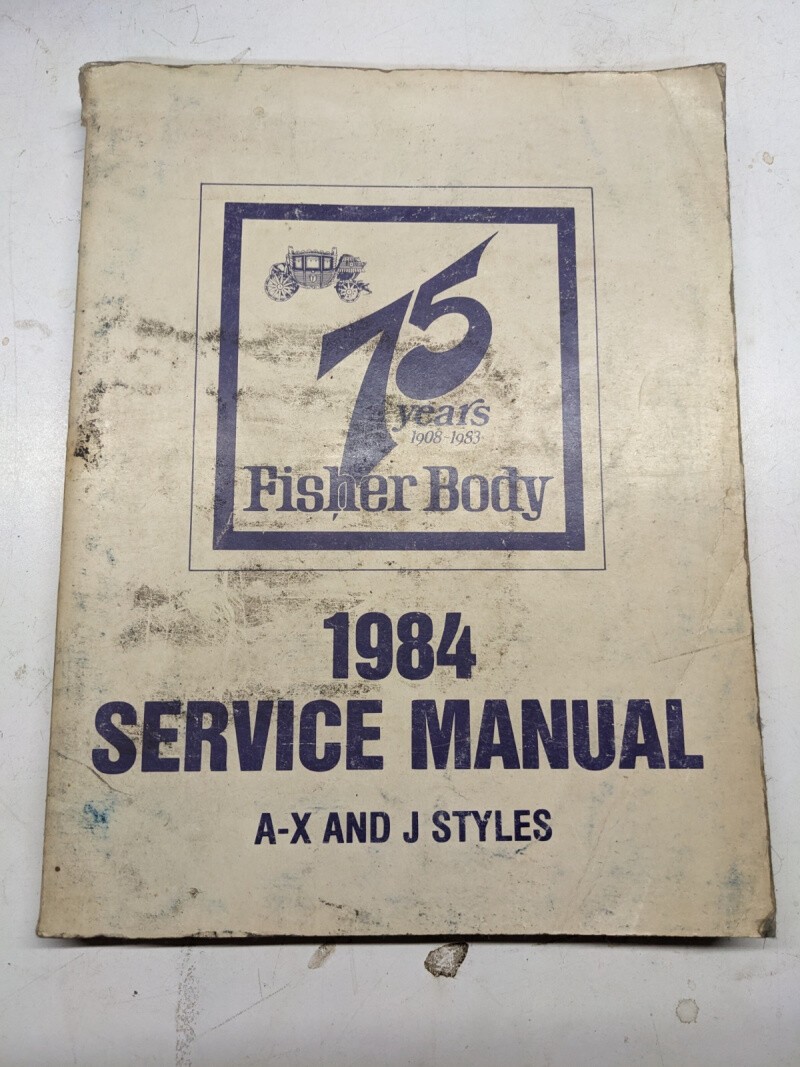 75
years
1908-1983
Fisher Body
1984
SERVICE MANUAL
A-X AND J STYLES